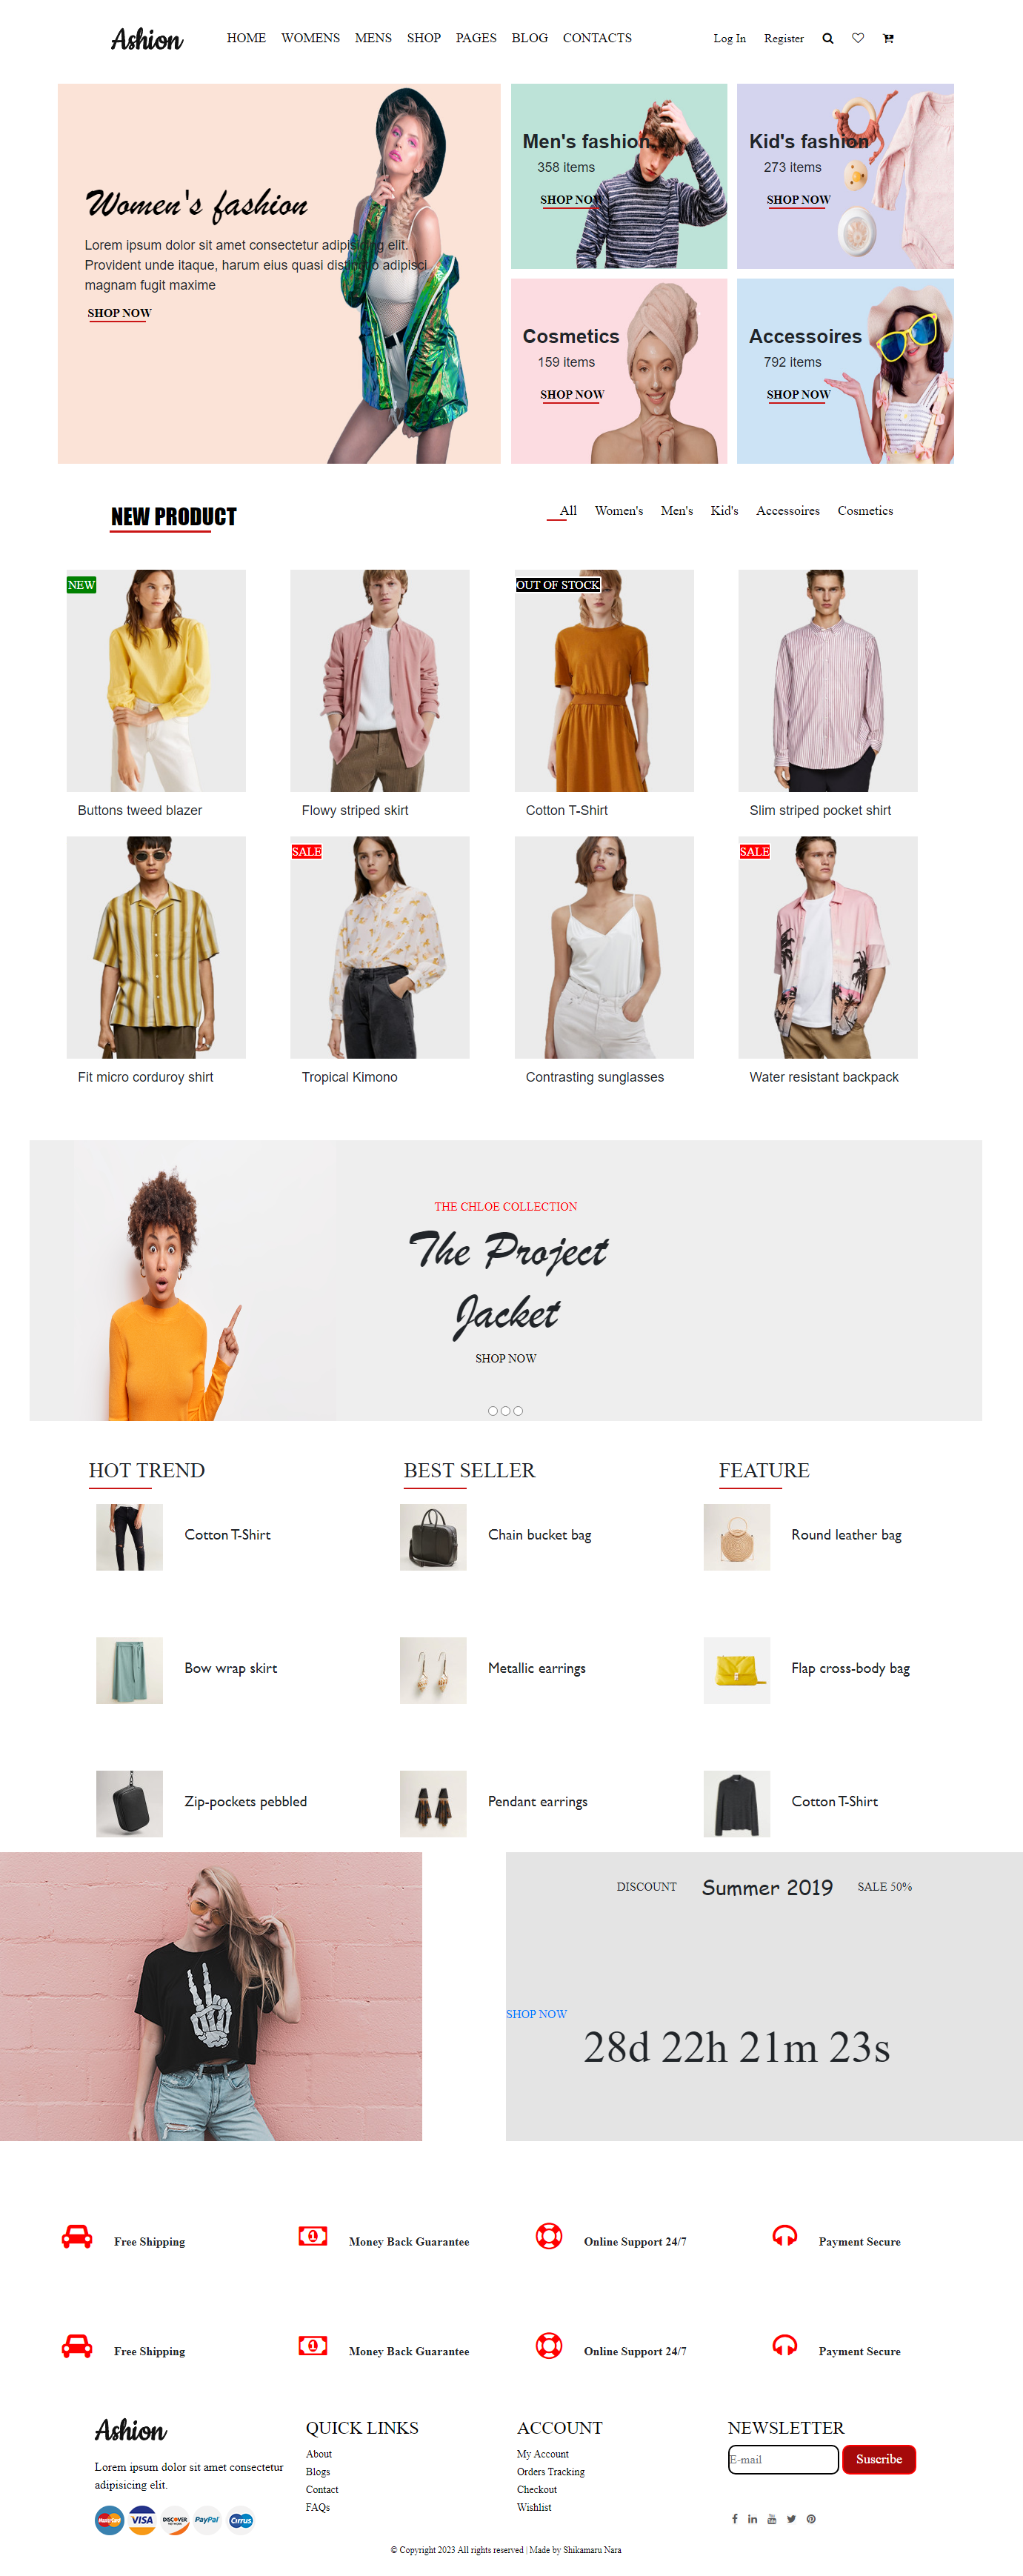 Ashion
HOME WOMENS MENS SHOP PAGES BLOG CONTACTS
Log In Register
Women's fashion
Lorem ipsum dolor sit amet consectetur adipisicing elit.
Provident unde itaque, harum eius quasi distinctio adipisci
magnam fugit maxime
SHOP NOW
Men's fashion
358 items
SHOP NOW
Kid's fashion
273 items
SHOP NOW
Cosmetics
159 items
SHOP NOW
Accessoires
792 items
SHOP NOW
NEW PRODUCT
All Women's Men's Kid's Accessoires Cosmetics
NEW
OUT OF STOCK
Buttons tweed blazer
Flowy striped skirt
Cotton T-Shirt
Slim striped pocket shirt
SALE
SALE
Fit micro corduroy shirt
Tropical Kimono
Contrasting sunglasses
Water resistant backpack
THE CHLOE COLLECTION
The Project
Jacket
SHOP NOW
HOT TREND
BEST SELLER
FEATURE
Cotton T-Shirt
Chain bucket bag
Round leather bag
Bow wrap skirt
Metallic earrings
Flap cross-body bag
Zip-pockets pebbled
Pendant earrings
Cotton T-Shirt
DISCOUNT
Summer 2019
SALE 50%
SHOP NOW
28d 22h 21m 23s
Free Shipping
Money Back Guarantee
Online Support 24/7
Payment Secure
Free Shipping
Money Back Guarantee
Online Support 24/7
Payment Secure
Ashion
Lorem ipsum dolor sit amet consectetur
adipisicing elit.
MasterCard VISA DISCOVER PayPal Cirrus
QUICK LINKS
About
Blogs
Contact
FAQs
ACCOUNT
My Account
Orders Tracking
Checkout
Wishlist
NEWSLETTER
E-mail
Suscribe
© Copyright 2023 All rights reserved | Made by Shikamaru Nara